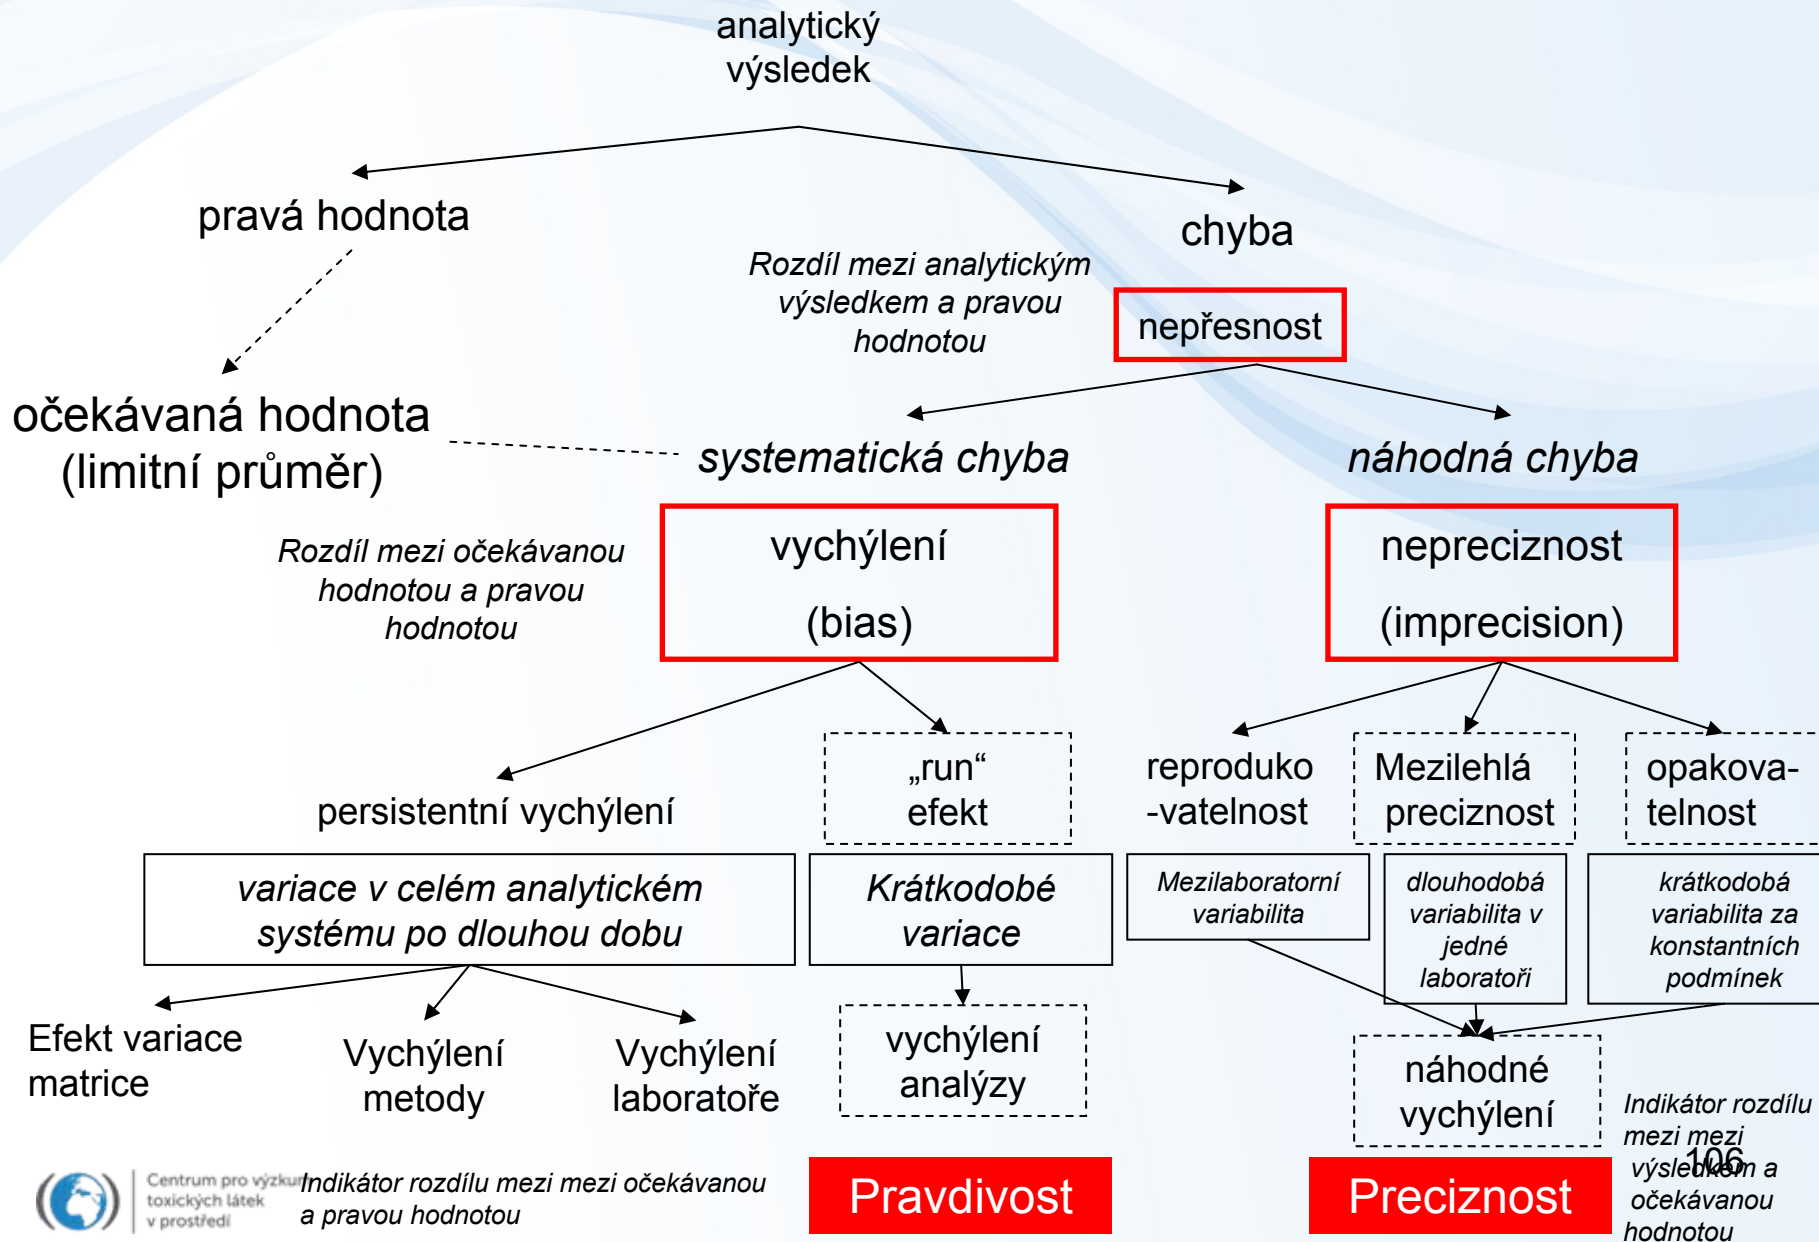 analytický
výsledek
pravá hodnota
chyba
Rozdíl mezi analytickým
výsledkem a pravou
hodnotou
nepřesnost
očekávaná hodnota
(limitní průměr)
systematická chyba
náhodná chyba
Rozdíl mezi očekávanou
hodnotou a pravou
hodnotou
vychýlení
(bias)
nepreciznost
(imprecision)
persistentní vychýlení
„run“
efekt
reproduko
-vatelnost
Mezilehlá
preciznost
opakova-
telnost
variace v celém analytickém
systému po dlouhou dobu
Krátkodobé
variace
Mezilaboratorní
variabilita
dlouhodobá
variabilita v
jedné
laboratoři
krátkodobá
variabilita za
konstantních
podmínek
Efekt variace
matrice
Vychýlení
metody
Vychýlení
laboratoře
vychýlení
analýzy
náhodné
vychýlení
Indikátor rozdílu
mezi mezi
výsledkem a
očekávanou
hodnotou
106
Centrum pro výzkum
toxických látek
v prostředí
Indikátor rozdílu mezi mezi očekávanou
a pravou hodnotou
Pravdivost
Preciznost